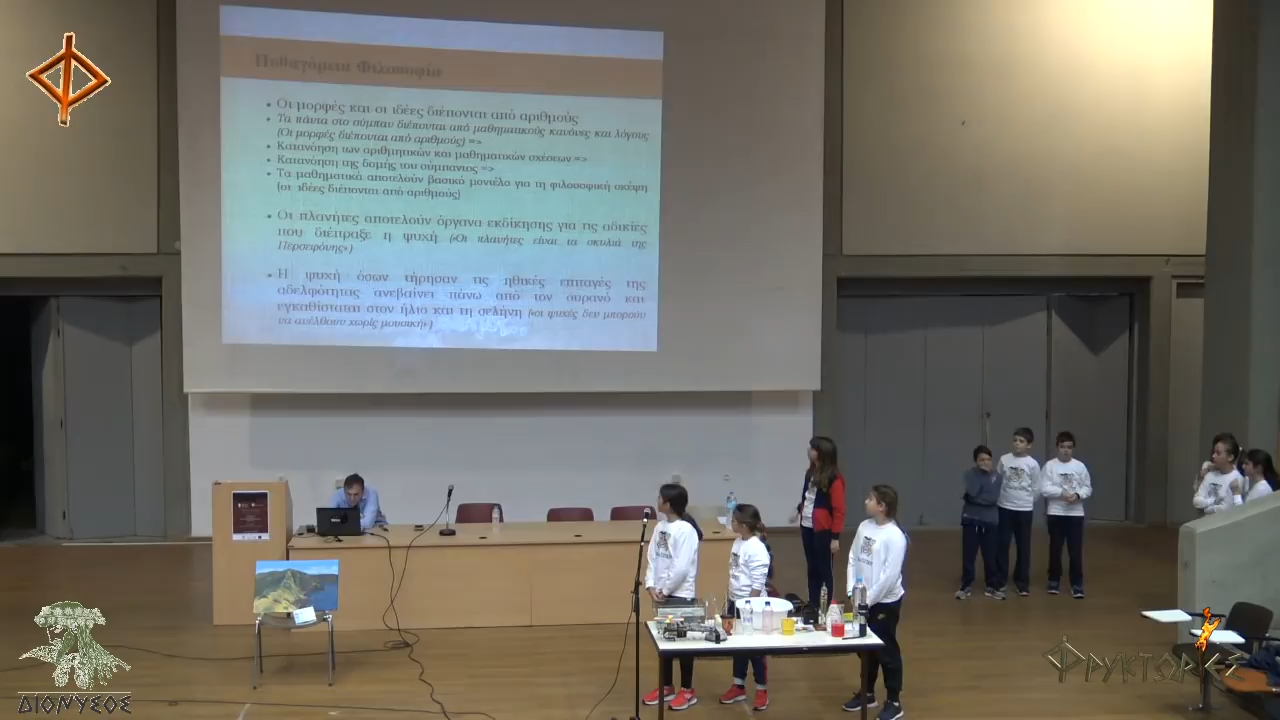 Πυθαγόρεια Φιλοσοφία
• Οι μορφές και οι ιδέες διέπονται από αριθμούς
• Τα πάντα στο σύμπαν διέπονται από μαθηματικούς κανόνες και λόγους
(Οι μορφές διέπονται από αριθμούς) =>
• Κατανόηση των αριθμητικών και μαθηματικών σχέσεων =>
• Κατανόηση της δομής του σύμπαντος =>
• Τα μαθηματικά αποτελούν βασικό μοντέλο για τη φιλοσοφική σκέψη
(οι ιδέες διέπονται από αριθμούς)
• Οι πλανήτες αποτελούν όργανα εκδίκησης για τις αδικίες
που διέπραξε η ψυχή («Οι πλανήτες είναι τα σκυλιά της
Περσεφόνης»)
• Η ψυχή όσων τήρησαν τις ηθικές επιταγές της
αδελφότητας ανεβαίνει πάνω από τον ουρανό και
εγκαθίσταται στον ήλιο και τη σελήνη («οι ψυχές δεν μπορούν
να ανέλθουν χωρίς μουσική»)
ΔΙΟΝΥΣΟΣ
ΦΡΥΚΤΩΡΙΕΣ